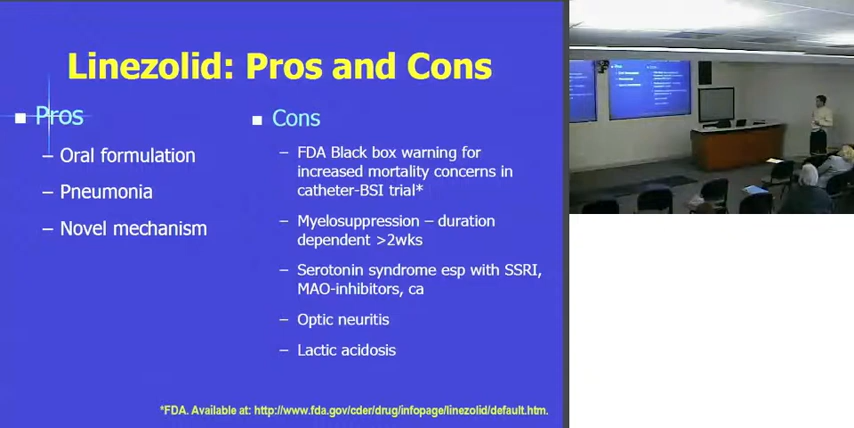 Linezolid: Pros and Cons
Pros
– Oral formulation
– Pneumonia
– Novel mechanism
Cons
– FDA Black box warning for
increased mortality concerns in
catheter-BSI trial*
– Myelosuppression – duration
dependent >2wks
– Serotonin syndrome esp with SSRI,
MAO-inhibitors, ca
– Optic neuritis
– Lactic acidosis
*FDA. Available at: http://www.fda.gov/cder/drug/infopage/linezolid/default.htm.